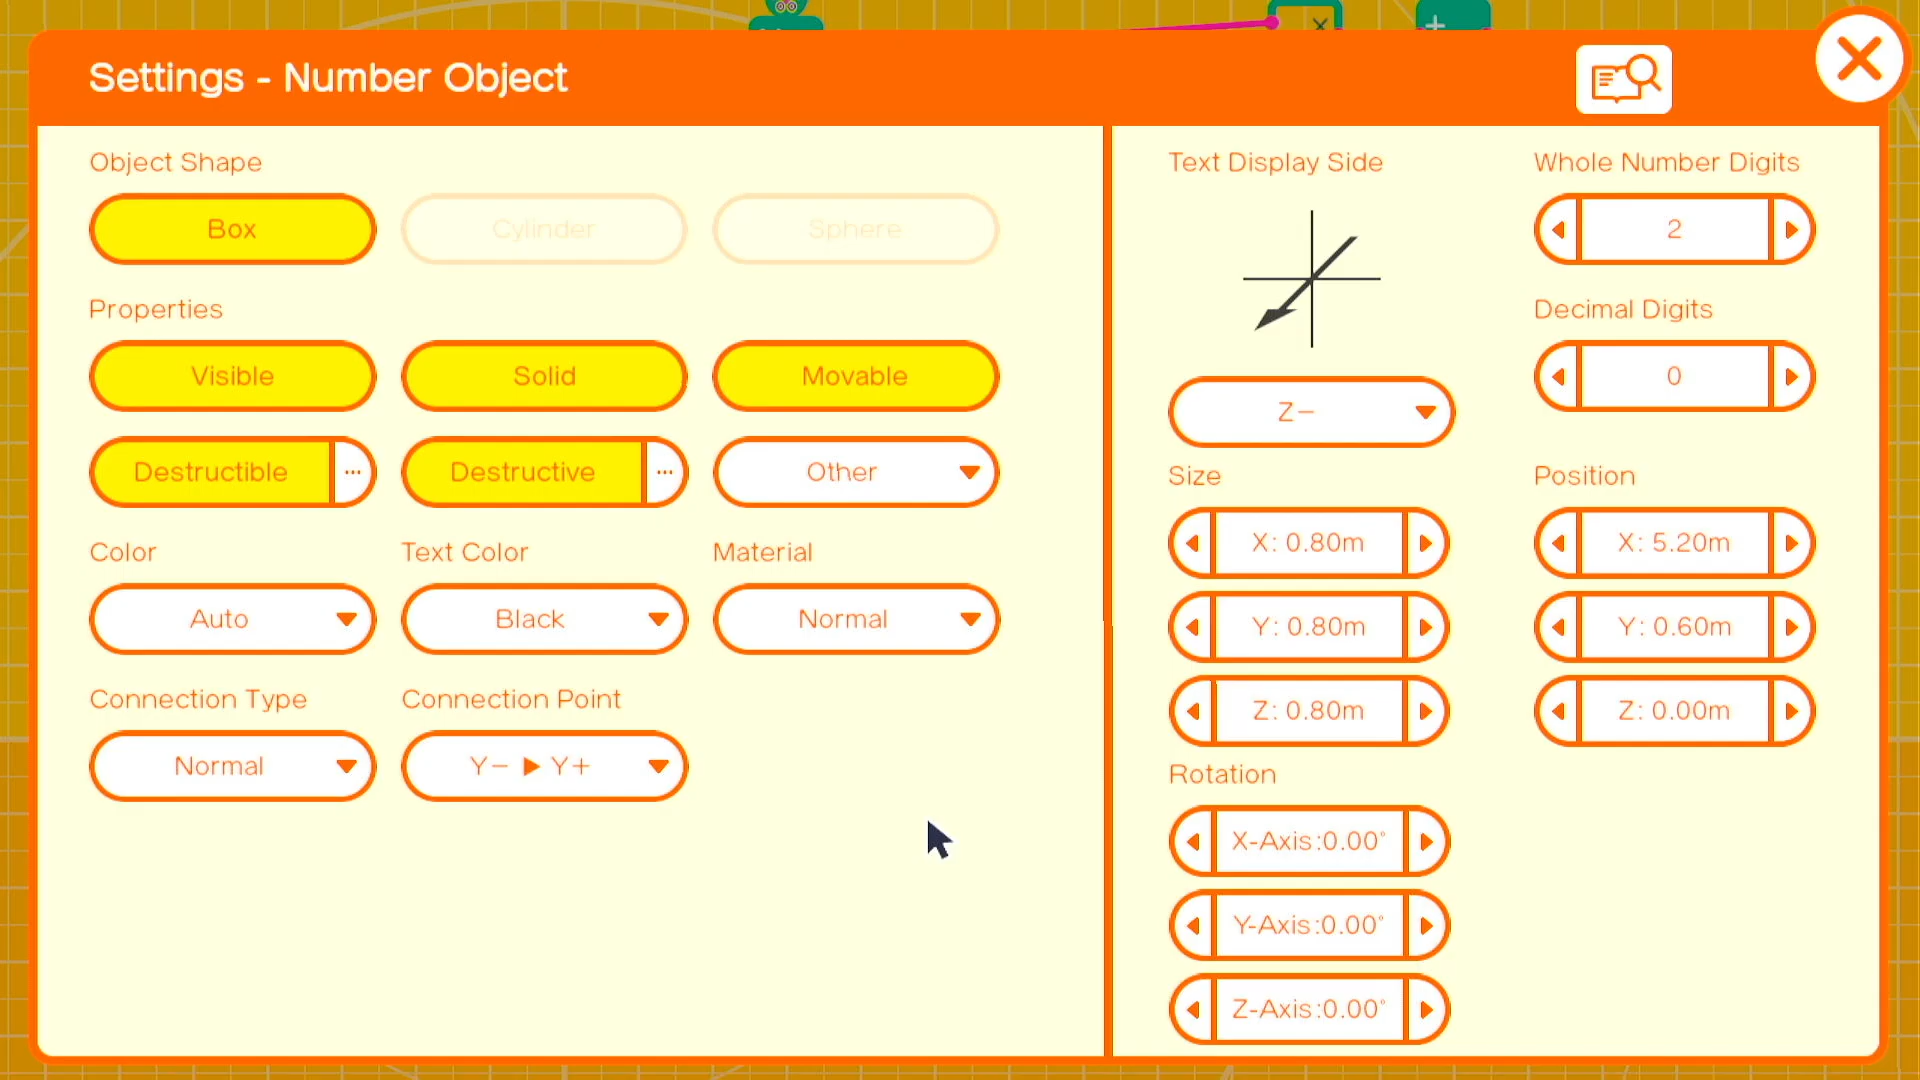 Settings - Number Object
Object Shape
Box
Cylinder
Sphere
Properties
Visible
Solid
Movable
Destructible
...
Destructive
...
Other
Color
Text Color
Material
Auto
Black
Normal
Connection Type
Connection Point
Normal
Y− ▶ Y+
Text Display Side
Z−
Whole Number Digits
2
Decimal Digits
0
Size
X: 0.80m
Y: 0.80m
Z: 0.80m
Position
X: 5.20m
Y: 0.60m
Z: 0.00m
Rotation
X-Axis:0.00°
Y-Axis:0.00°
Z-Axis:0.00°